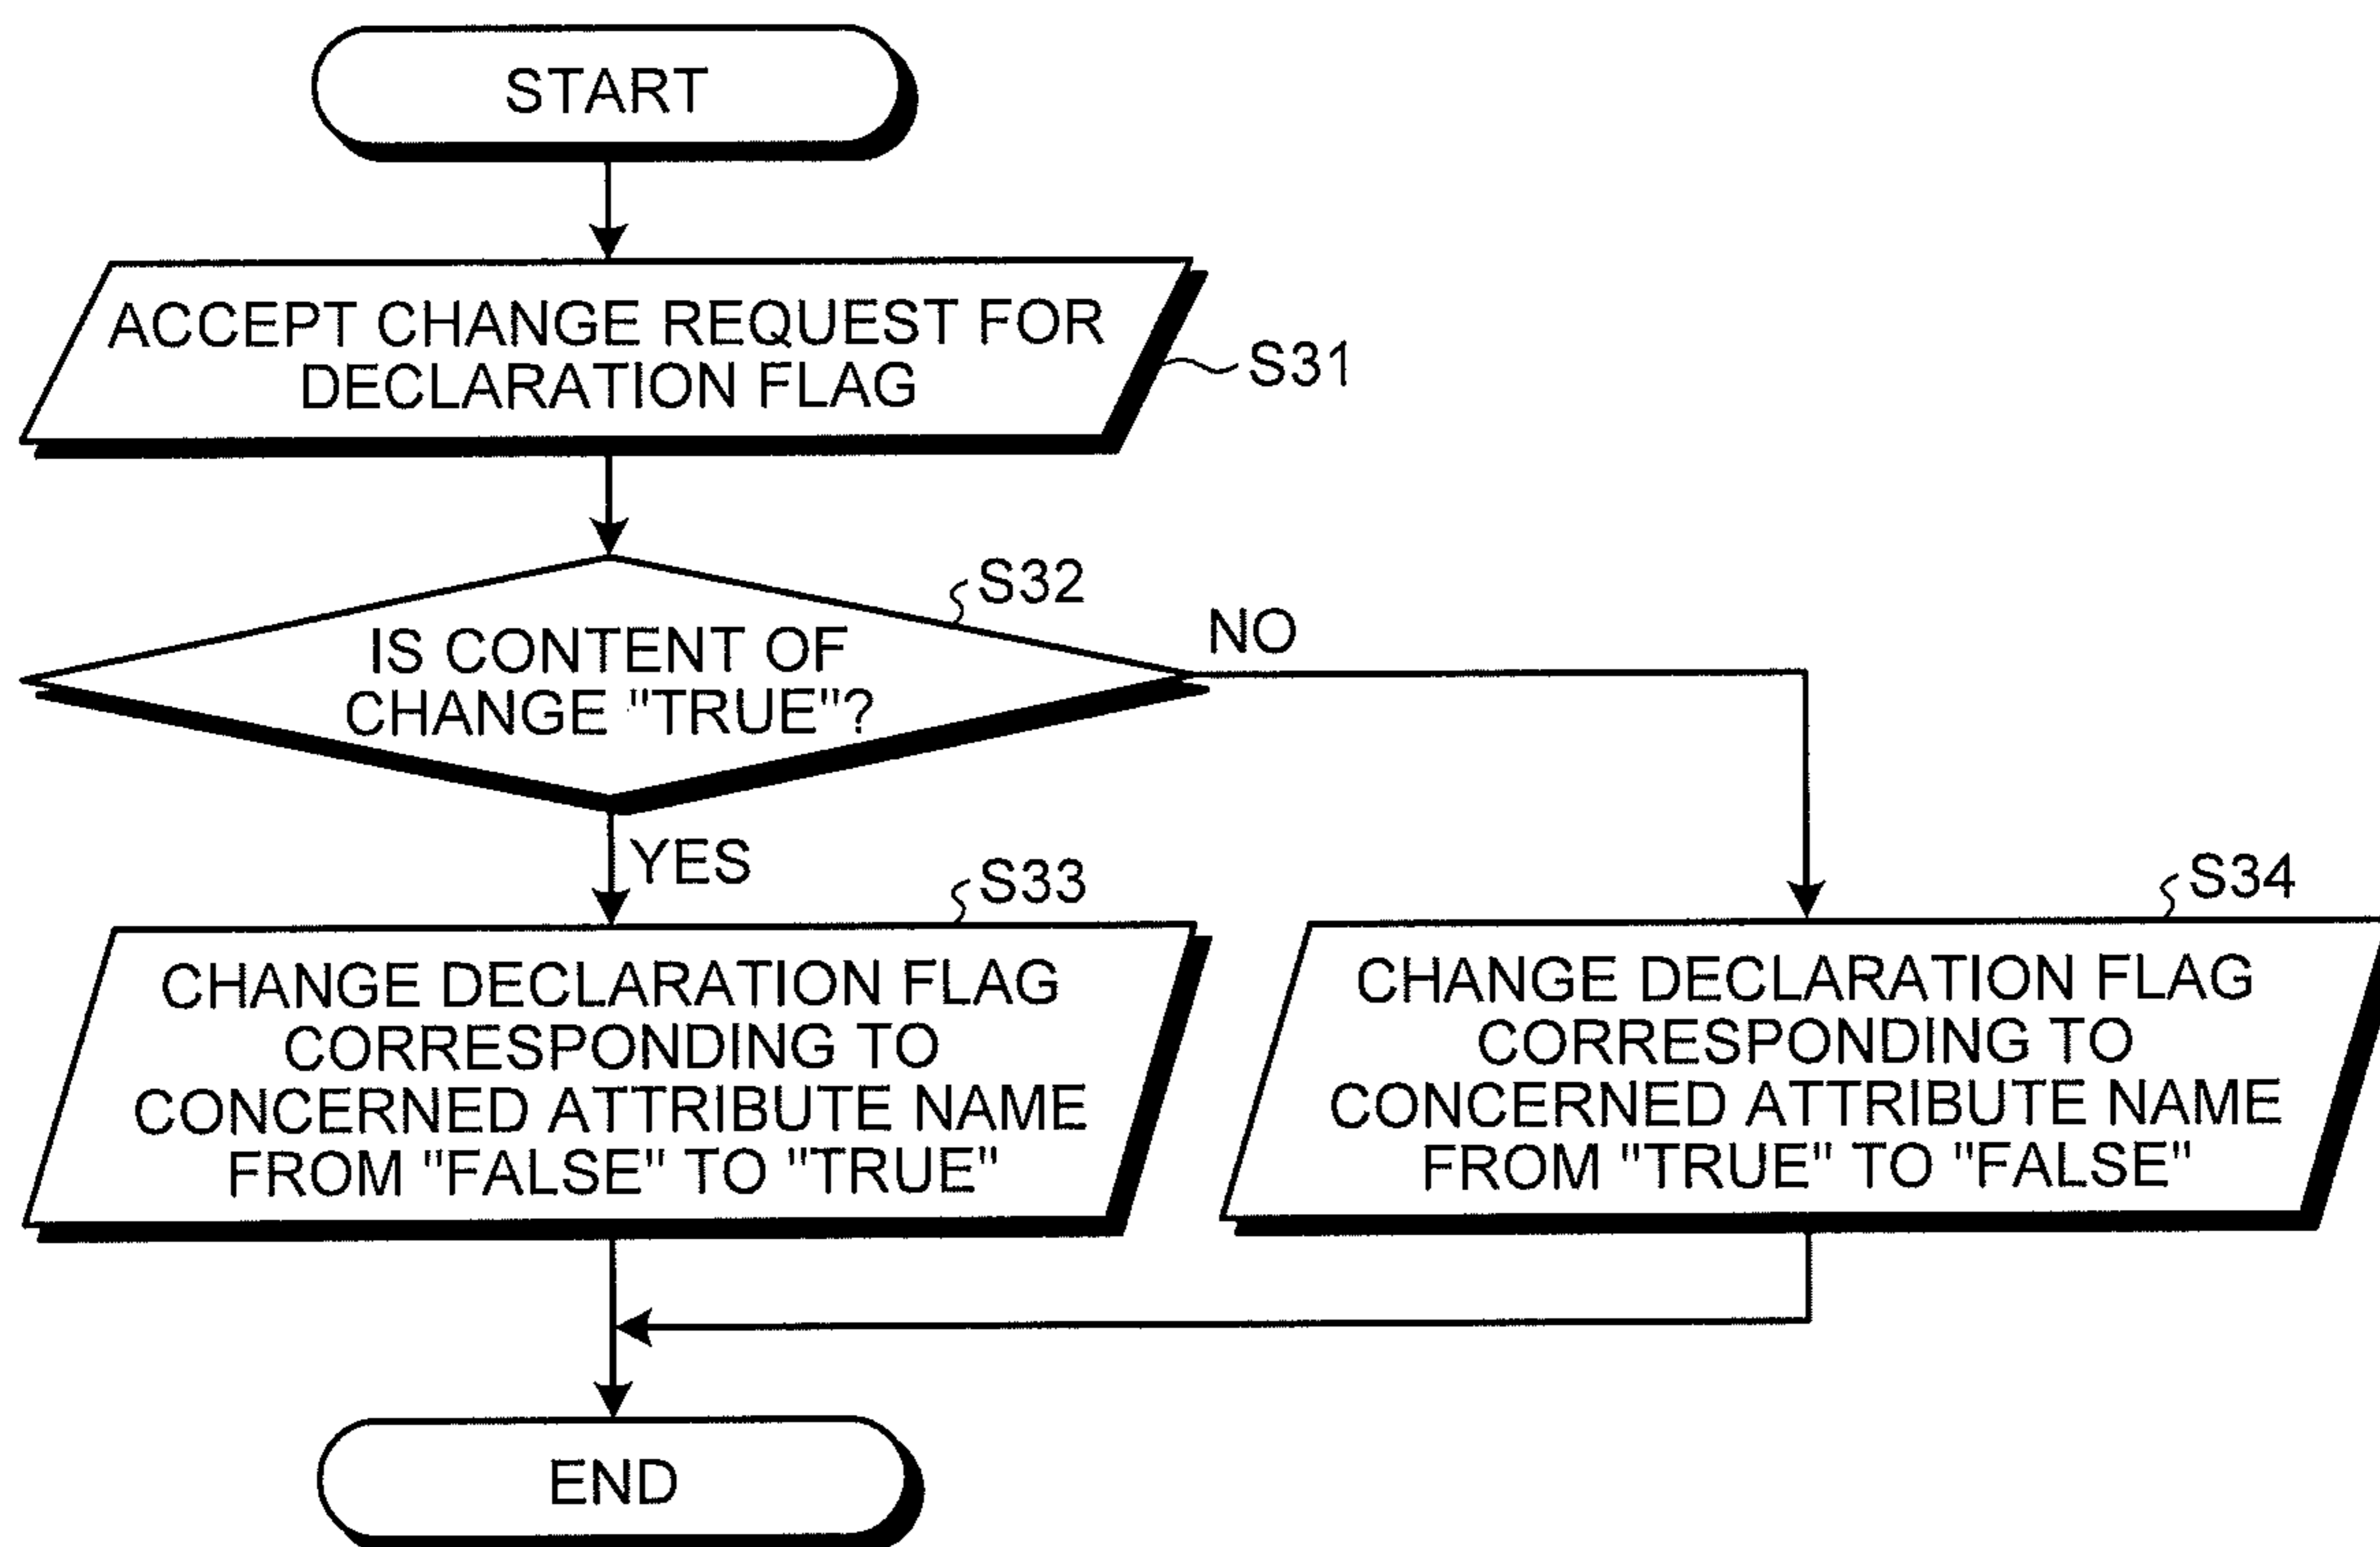 START
ACCEPT CHANGE REQUEST FOR
DECLARATION FLAG
S31
S32
IS CONTENT OF
CHANGE "TRUE"?
NO
YES
S33
CHANGE DECLARATION FLAG
CORRESPONDING TO
CONCERNED ATTRIBUTE NAME
FROM "FALSE" TO "TRUE"
S34
CHANGE DECLARATION FLAG
CORRESPONDING TO
CONCERNED ATTRIBUTE NAME
FROM "TRUE" TO "FALSE"
END